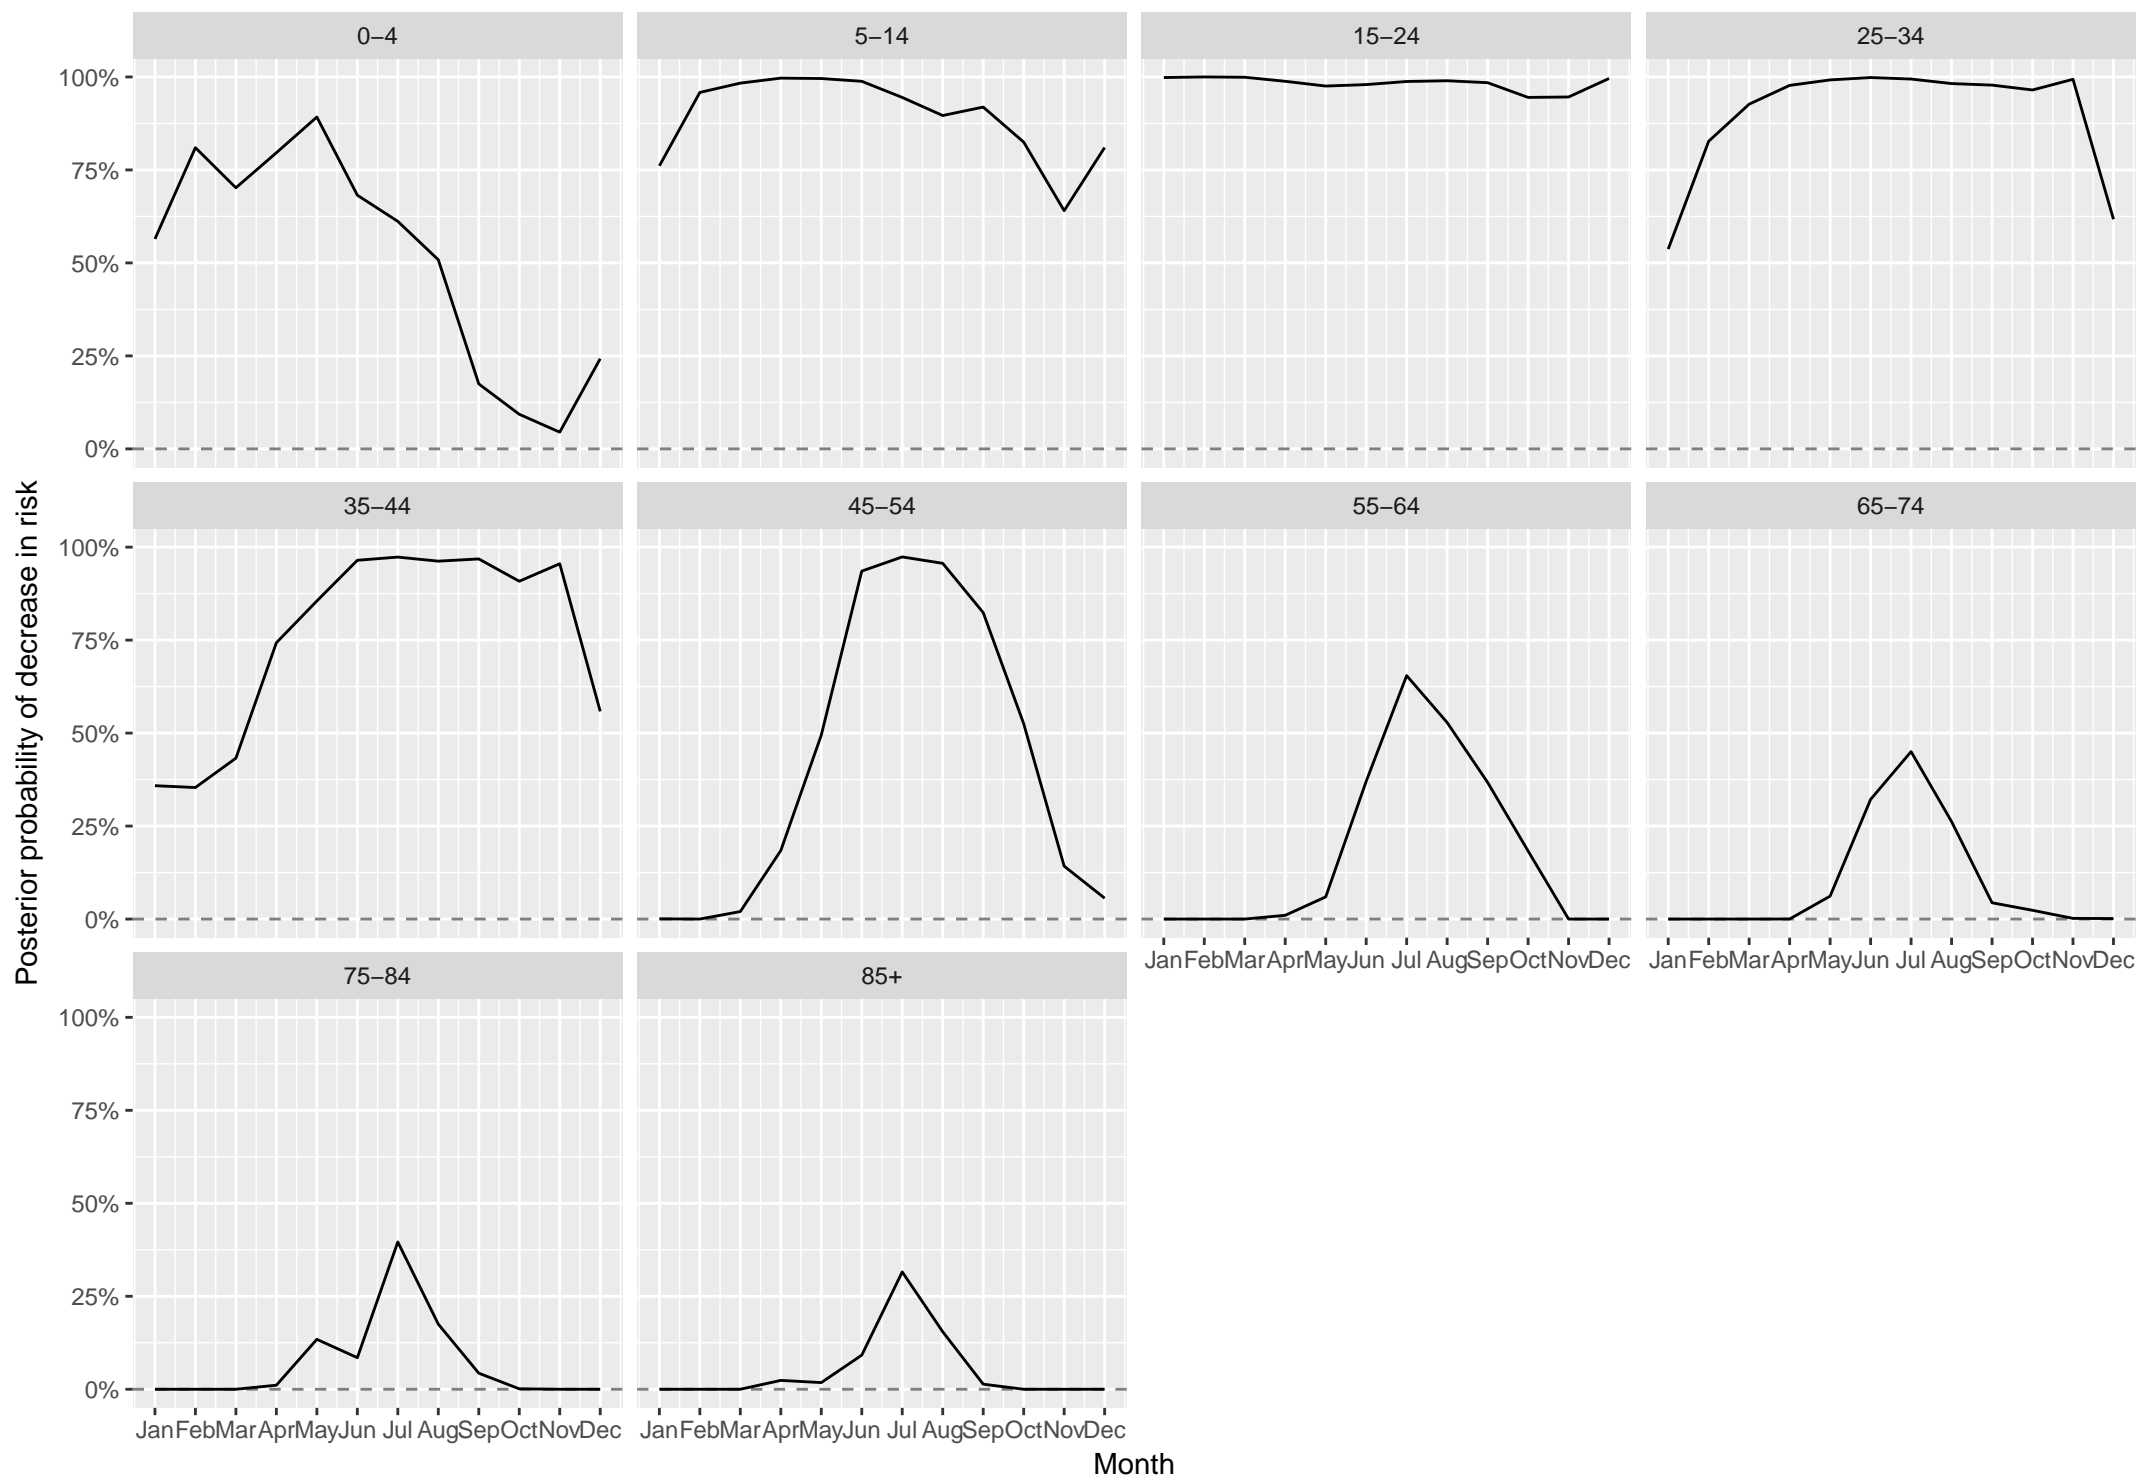 0–4 5–14 15–24 25–34
100%
75%
50%
25%
0%
35–44 45–54 55–64 65–74
100%
75%
50%
25%
0%
Jan Feb Mar Apr May Jun Jul Aug Sep Oct Nov Dec Jan Feb Mar Apr May Jun Jul Aug Sep Oct Nov Dec
75–84 85+
100%
75%
50%
25%
0%
Jan Feb Mar Apr May Jun Jul Aug Sep Oct Nov Dec Jan Feb Mar Apr May Jun Jul Aug Sep Oct Nov Dec
Month
Posterior probability of decrease in risk